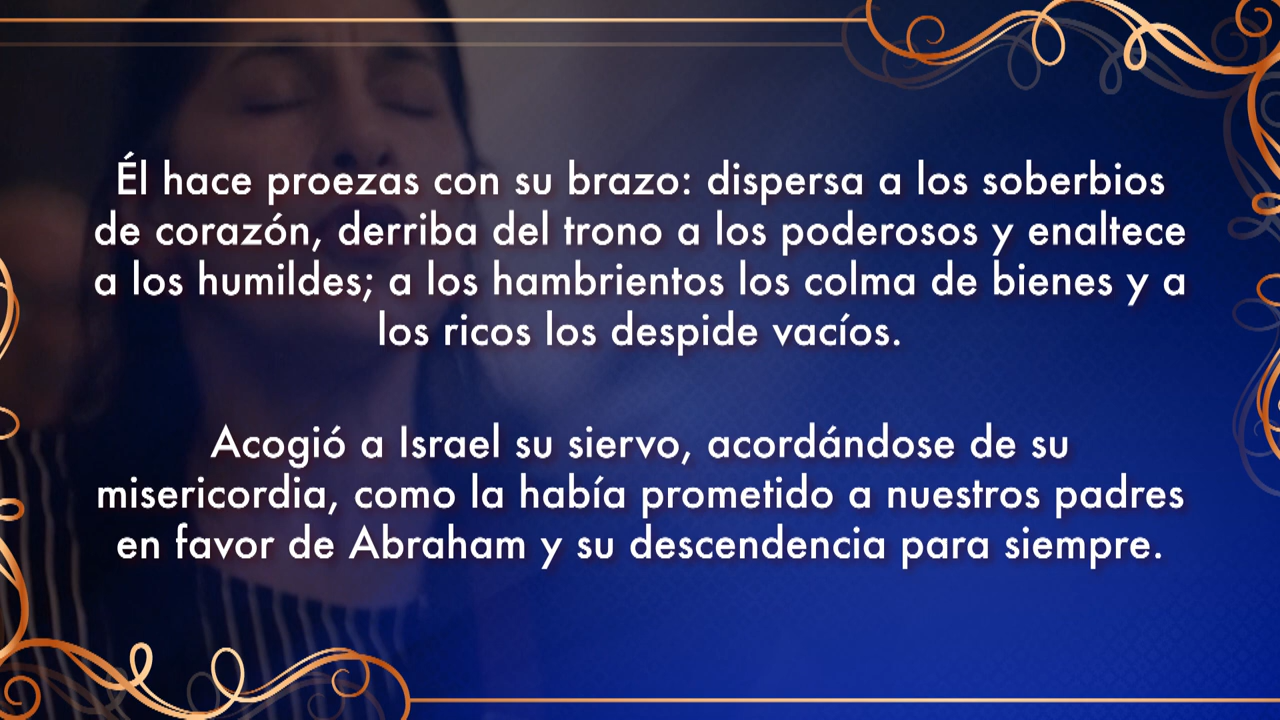 Él hace proezas con su brazo: dispersa a los soberbios
de corazón, derriba del trono a los poderosos y enaltece
a los humildes; a los hambrientos los colma de bienes y a
los ricos los despide vacíos.
Acogió a Israel su siervo, acordándose de su
misericordia, como la había prometido a nuestros padres
en favor de Abraham y su descendencia para siempre.